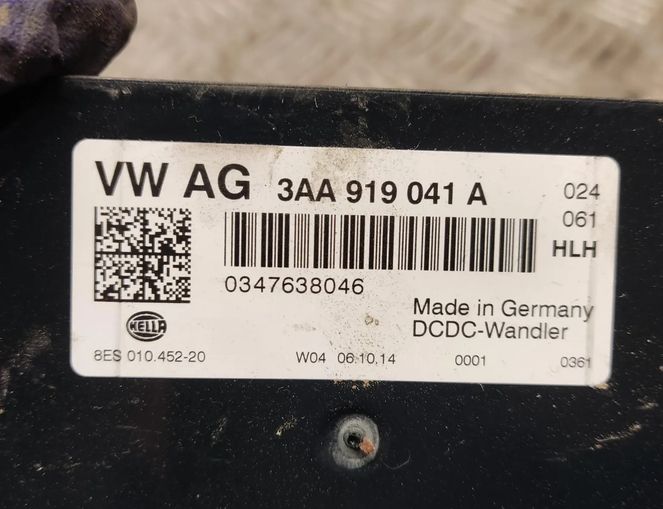 VW AG 3AA 919 041 A
024
061
HLH
0347638046
Made in Germany
DCDC-Wandler
HELLA
8ES 010.452-20 W04 06.10.14 0001 0361